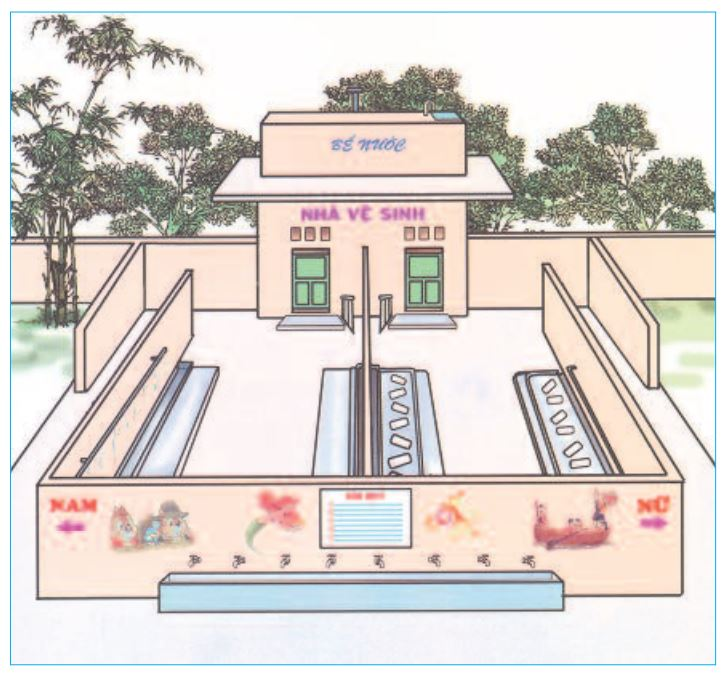 BỂ NƯỚC
NHÀ VỆ SINH
NAM
NỮ